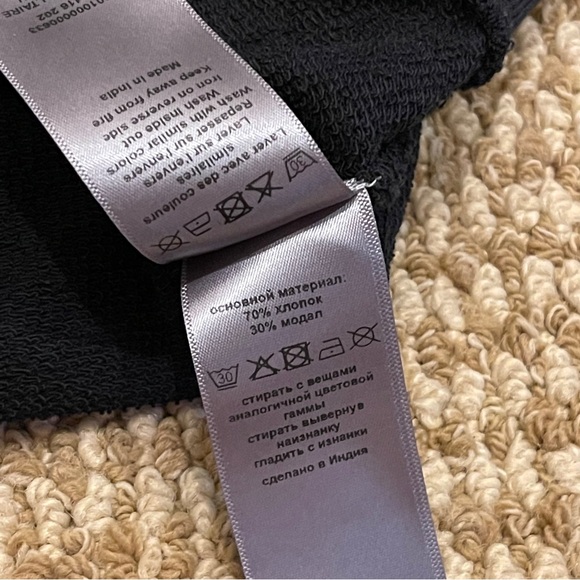 Laver avec des couleurs
similaires
Laver sur l'envers
Repasser sur l'envers
Wash with similar colors
Wash inside out
Iron on reverse side
Keep away from fire
Made in India
основной материал:
70% хлопок
30% модал
30
стирать с вещами
аналогичной цветовой
гаммы
стирать вывернув
наизнанку
гладить с изнанки
сделано в Индия